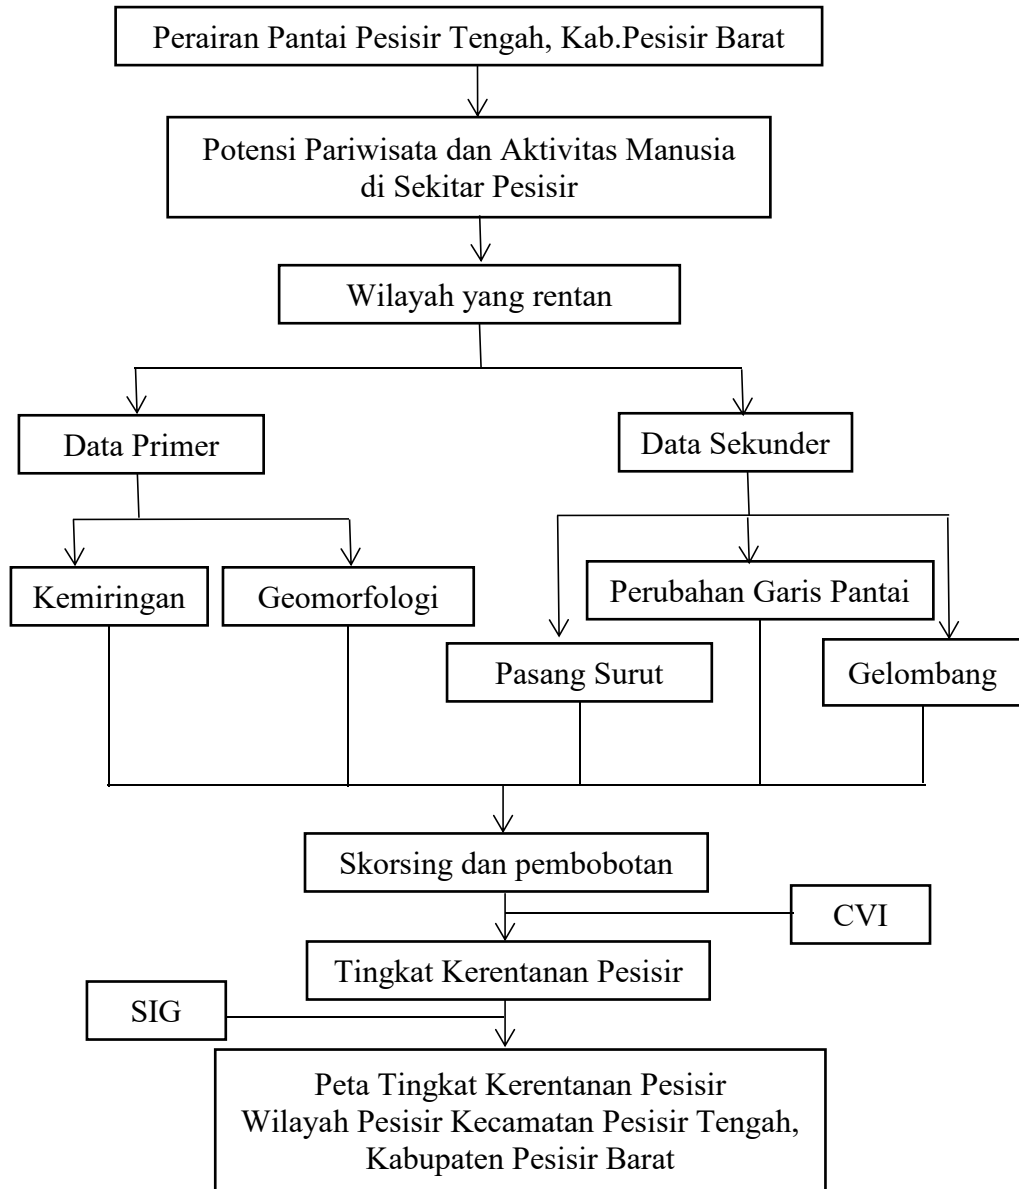 Perairan Pantai Pesisir Tengah, Kab.Pesisir Barat
Potensi Pariwisata dan Aktivitas Manusia
di Sekitar Pesisir
Wilayah yang rentan
Data Primer
Data Sekunder
Kemiringan
Geomorfologi
Perubahan Garis Pantai
Pasang Surut
Gelombang
Skorsing dan pembobotan
CVI
Tingkat Kerentanan Pesisir
SIG
Peta Tingkat Kerentanan Pesisir
Wilayah Pesisir Kecamatan Pesisir Tengah,
Kabupaten Pesisir Barat